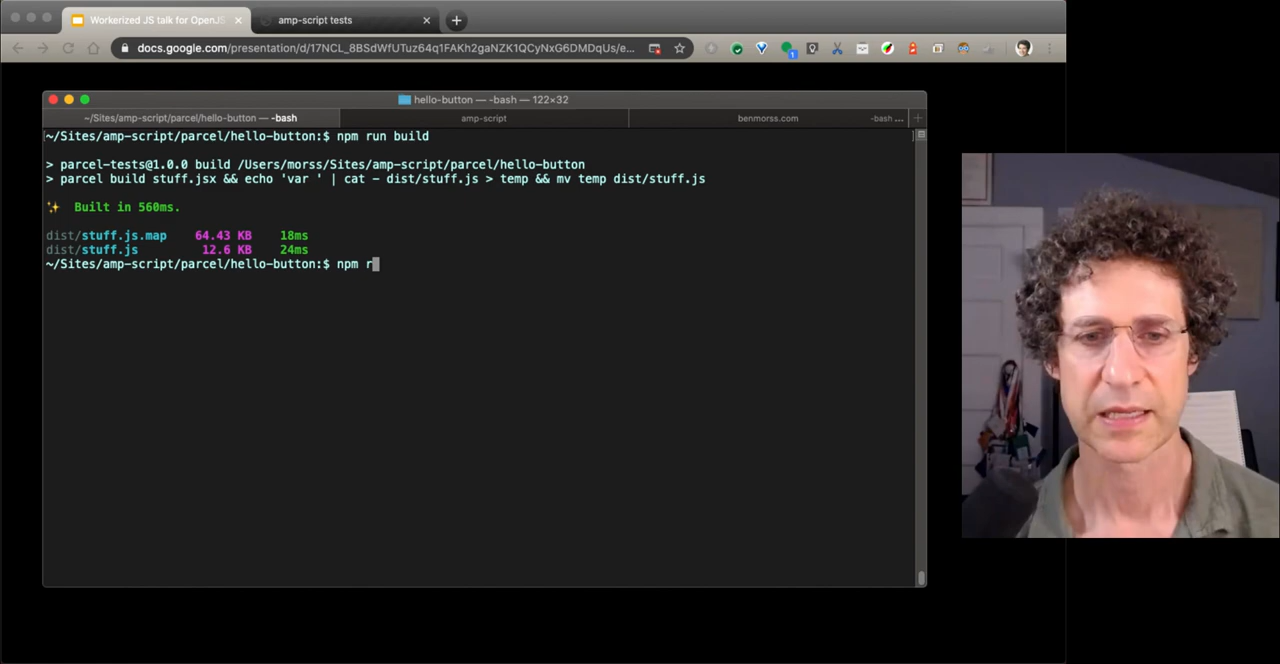 Workerized JS talk for OpenJS
amp-script tests
docs.google.com/presentation/d/17NCL_8BSdWfUTuz64q1FAKh2gaNZK1QCyNxG6DMDqUs/e...
1
hello-button — -bash — 122×32
~/Sites/amp-script/parcel/hello-button — -bash
amp-script
benmorss.com
-bash ...
~/Sites/amp-script/parcel/hello-button:$ npm run build
> parcel-tests@1.0.0 build /Users/morss/Sites/amp-script/parcel/hello-button
> parcel build stuff.jsx && echo 'var ' | cat - dist/stuff.js > temp && mv temp dist/stuff.js
✨ Built in 560ms.
dist/stuff.js.map 64.43 KB 18ms
dist/stuff.js 12.6 KB 24ms
~/Sites/amp-script/parcel/hello-button:$ npm r